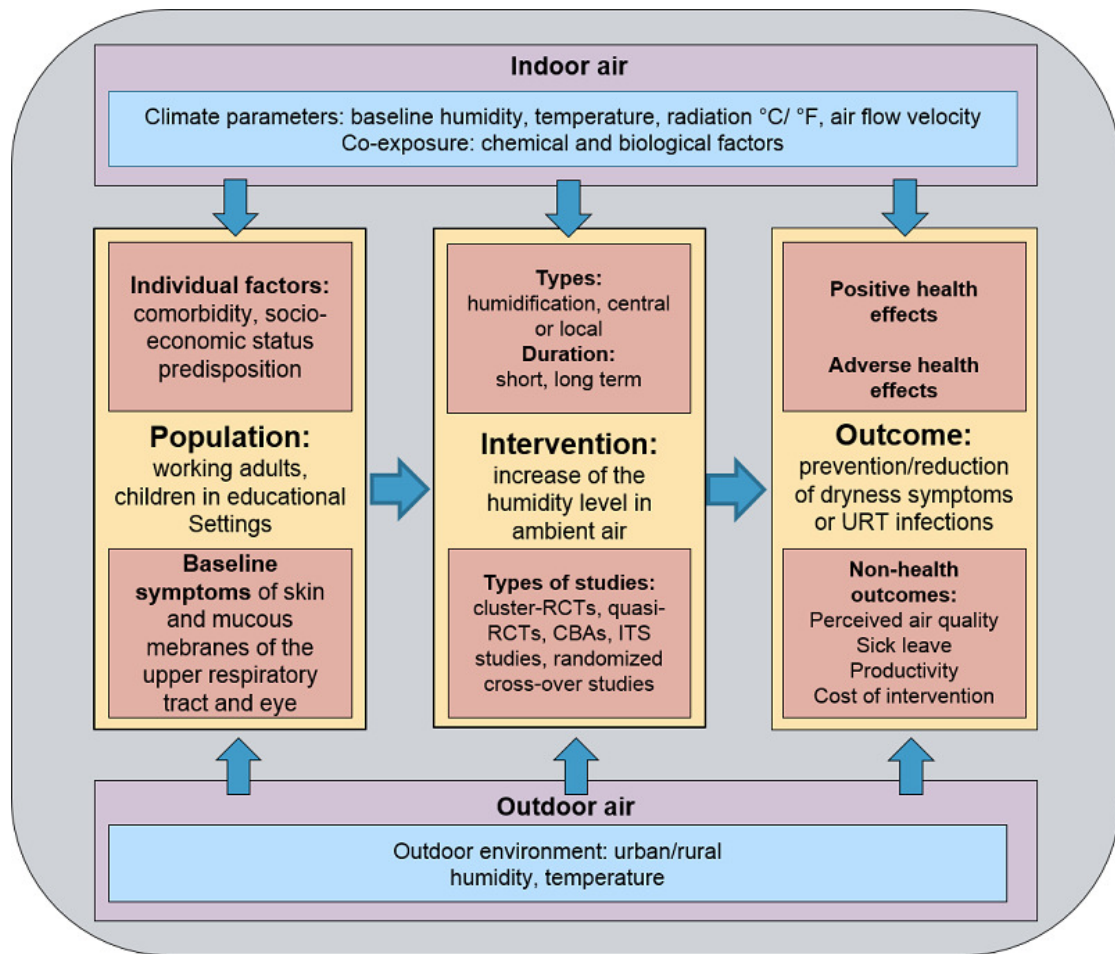 Indoor air
Climate parameters: baseline humidity, temperature, radiation °C/ °F, air flow velocity
Co-exposure: chemical and biological factors
Individual factors:
comorbidity, socio-
economic status
predisposition
Population:
working adults,
children in educational
Settings
Baseline
symptoms of skin
and mucous
mebranes of the
upper respiratory
tract and eye
Types:
humidification, central
or local
Duration:
short, long term
Intervention:
increase of the
humidity level in
ambient air
Types of studies:
cluster-RCTs, quasi-
RCTs, CBAs, ITS
studies, randomized
cross-over studies
Positive health
effects
Adverse health
effects
Outcome:
prevention/reduction
of dryness symptoms
or URT infections
Non-health
outcomes:
Perceived air quality
Sick leave
Productivity
Cost of intervention
Outdoor air
Outdoor environment: urban/rural
humidity, temperature